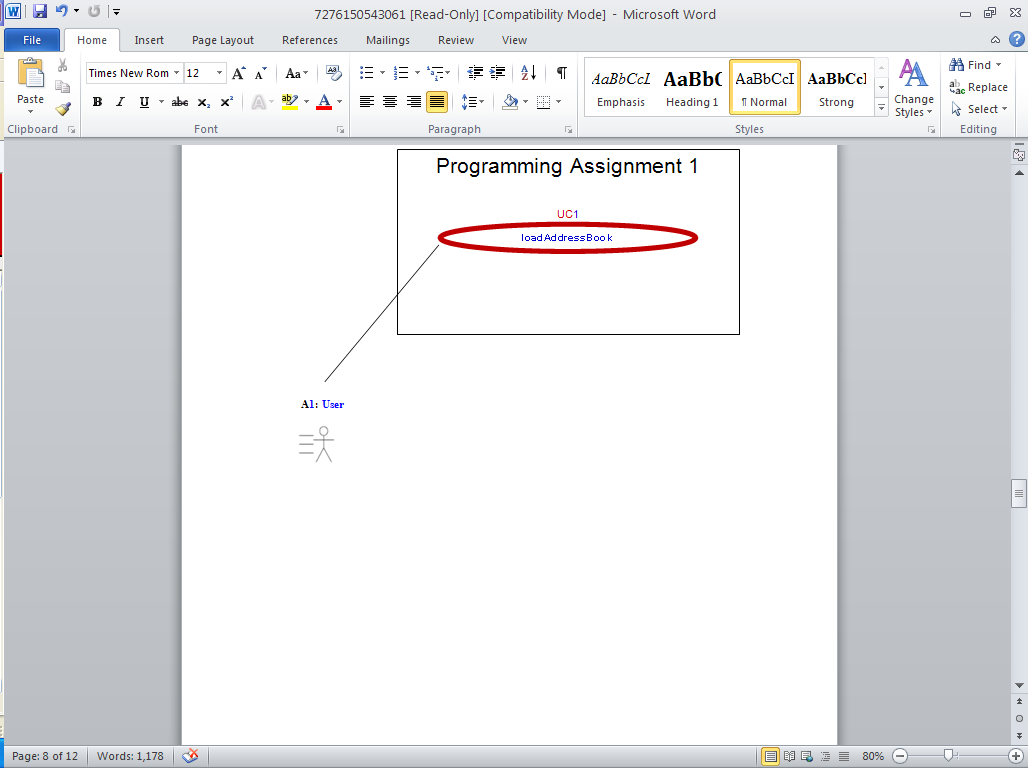 7276150543061 [Read-Only] [Compatibility Mode] - Microsoft Word
File Home Insert Page Layout References Mailings Review View
Paste
Clipboard
Times New Rom 12
Font
Paragraph
AaBbCcI AaBbC AaBbCcI AaBbCcI
Emphasis Heading 1 ¶ Normal Strong
Styles
Change
Styles
Find
Replace
Select
Editing
Programming Assignment 1
UC1
loadAddressBook
A1: User
Page: 8 of 12 Words: 1,178 80%